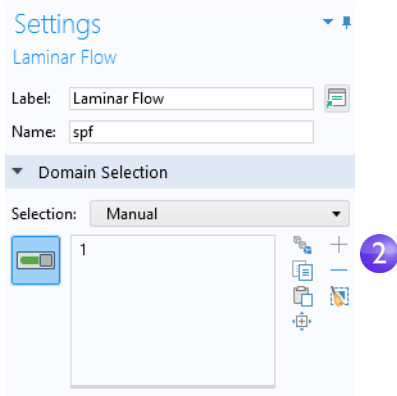 Settings
Laminar Flow
Label: Laminar Flow
Name: spf
Domain Selection
Selection: Manual
1
2